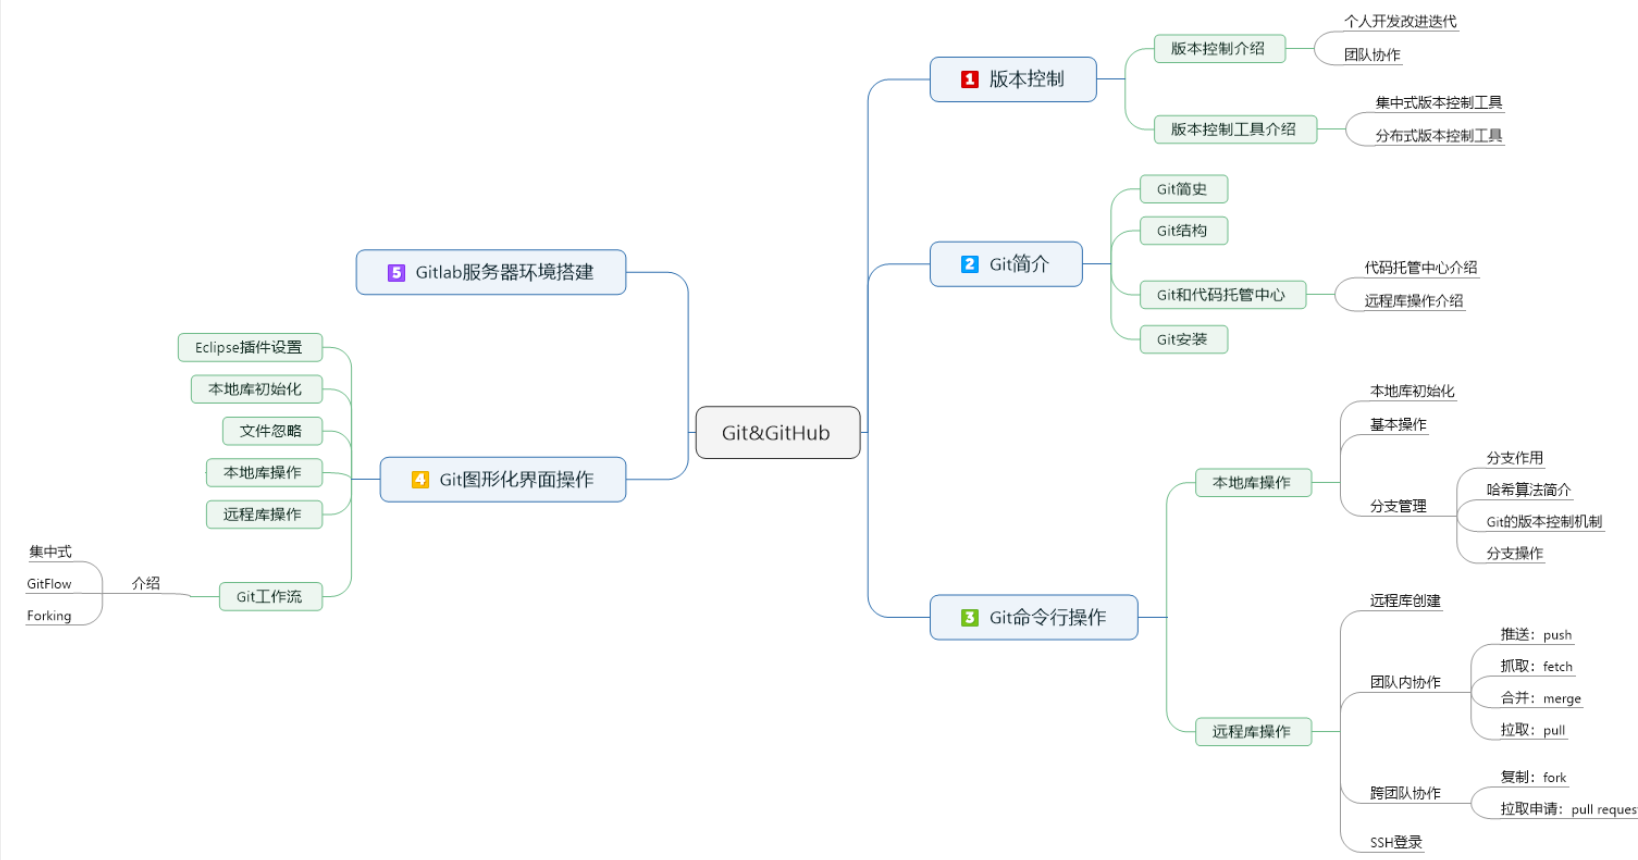 Git&GitHub
1 版本控制
版本控制介绍
个人开发改进迭代
团队协作
版本控制工具介绍
集中式版本控制工具
分布式版本控制工具
2 Git简介
Git简史
Git结构
Git和代码托管中心
代码托管中心介绍
远程库操作介绍
Git安装
3 Git命令行操作
本地库操作
本地库初始化
基本操作
分支管理
分支作用
哈希算法简介
Git的版本控制机制
分支操作
远程库操作
远程库创建
团队内协作
推送：push
抓取：fetch
合并：merge
拉取：pull
跨团队协作
复制：fork
拉取申请：pull reques
SSH登录
4 Git图形化界面操作
Eclipse插件设置
本地库初始化
文件忽略
本地库操作
远程库操作
Git工作流
介绍
集中式
GitFlow
Forking
5 Gitlab服务器环境搭建